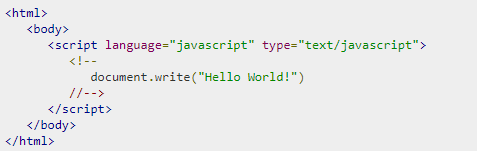 <html>
<body>
<script language="javascript" type="text/javascript">
<!--
document.write("Hello World!")
//-->
</script>
</body>
</html>